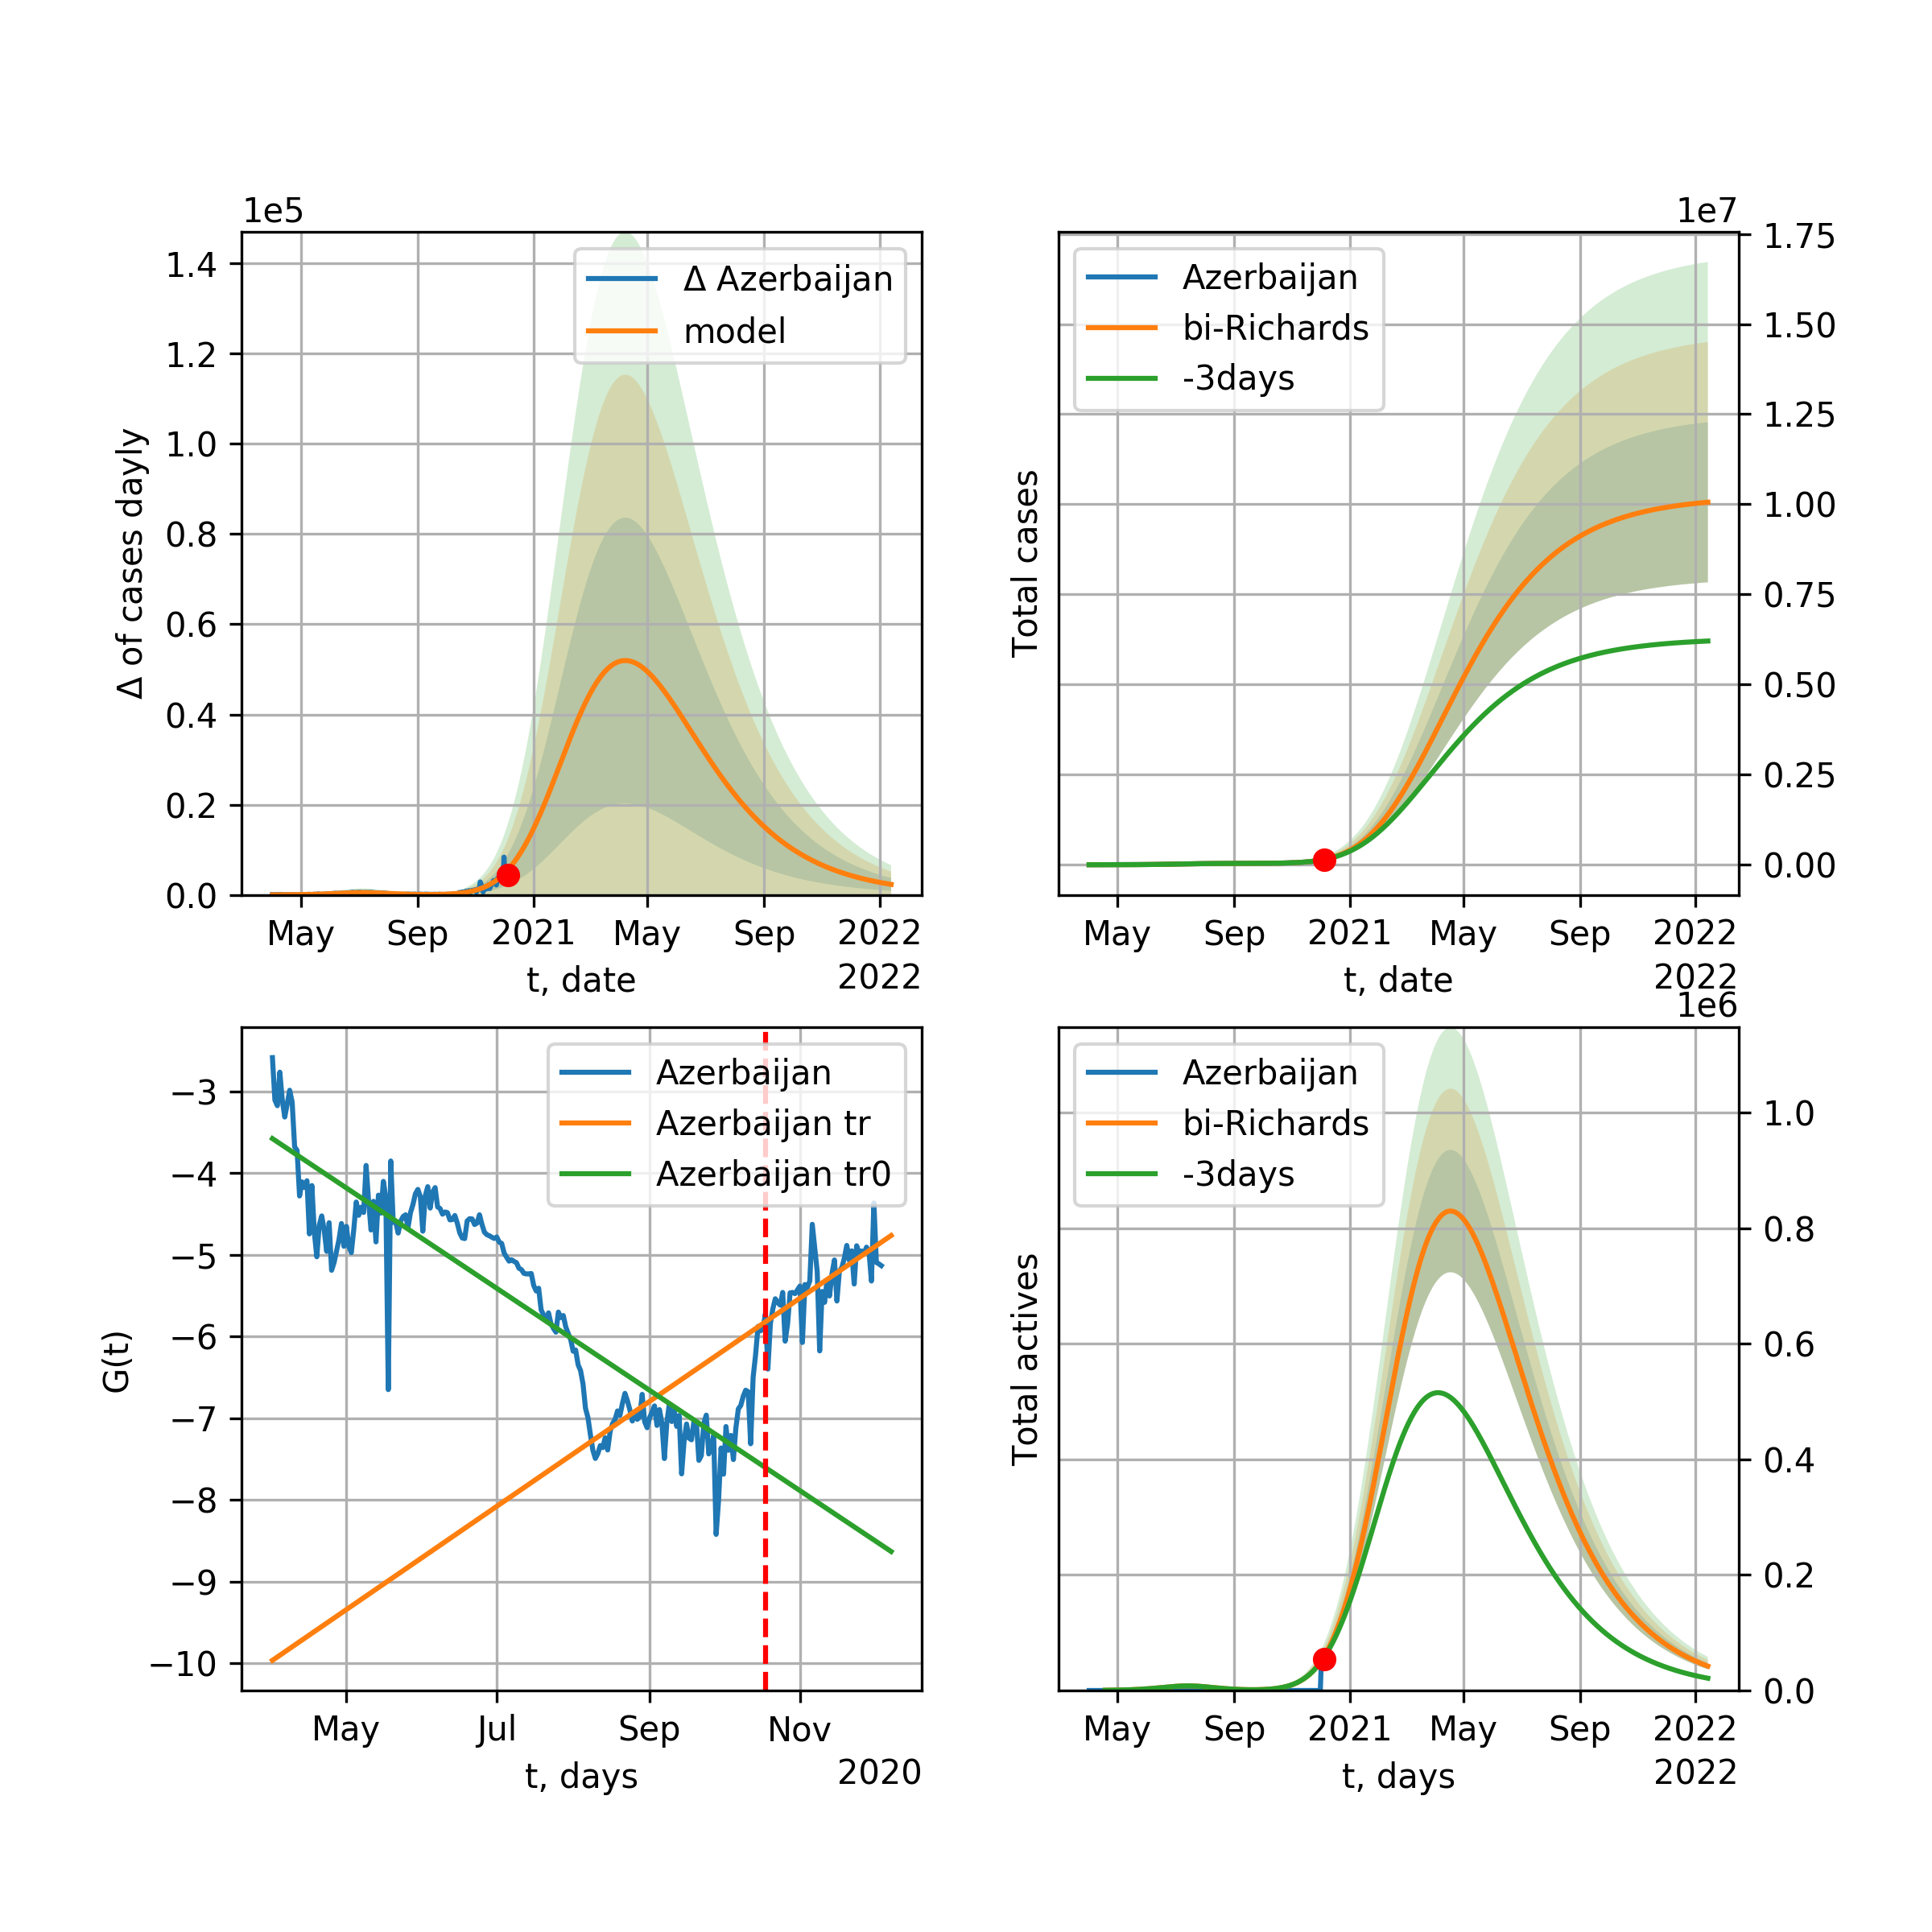 1e5
Δ Azerbaijan
model
1.4
1.2
1.0
0.8
0.6
0.4
0.2
0.0
Δ of cases dayly
May Sep 2021 May Sep 2022
t, date 2022
1e7
Azerbaijan
bi-Richards
-3days
1.75
1.50
1.25
1.00
0.75
0.50
0.25
0.00
Total cases
May Sep 2021 May Sep 2022
t, date 2022
Azerbaijan
Azerbaijan tr
Azerbaijan tr0
−3
−4
−5
−6
−7
−8
−9
−10
G(t)
May Jul Sep Nov
t, days 2020
1e6
Azerbaijan
bi-Richards
-3days
1.0
0.8
0.6
0.4
0.2
0.0
Total actives
May Sep 2021 May Sep 2022
t, days 2022